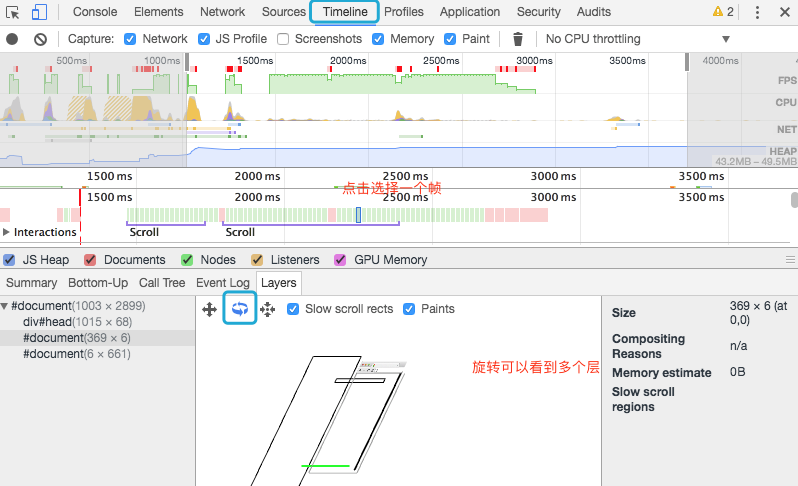 Console Elements Network Sources Timeline Profiles Application Security Audits 2
Capture: Network JS Profile Screenshots Memory Paint No CPU throttling
500ms 1000ms 1500ms 2000ms 2500ms 3000ms 3500ms 4000ms
FPS
CPU
NET
HEAP
43.2MB – 49.5MB
1500 ms 2000 ms 2500 ms 3000 ms 3500 ms
点击选择一个帧
1500 ms 2000 ms 2500 ms 3000 ms 3500 ms
Interactions Scroll Scroll
JS Heap Documents Nodes Listeners GPU Memory
Summary Bottom-Up Call Tree Event Log Layers
#document(1003 × 2899)
div#head(1015 × 68)
#document(369 × 6)
#document(6 × 661)
Slow scroll rects Paints
旋转可以看到多个层
Size 369 × 6 (at
0,0)
Compositing n/a
Reasons
Memory estimate 0B
Slow scroll
regions